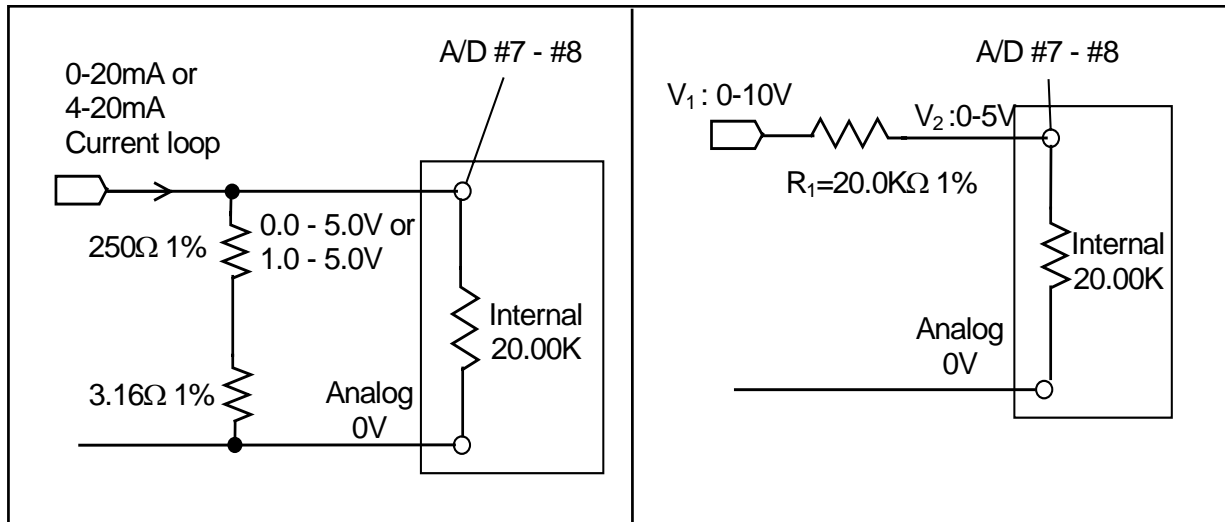 A/D #7 - #8
0-20mA or
4-20mA
Current loop
250Ω 1%
0.0 - 5.0V or
1.0 - 5.0V
Internal
20.00K
3.16Ω 1%
Analog
0V
A/D #7 - #8
V₁ : 0-10V
V₂ :0-5V
R₁=20.0KΩ 1%
Internal
20.00K
Analog
0V